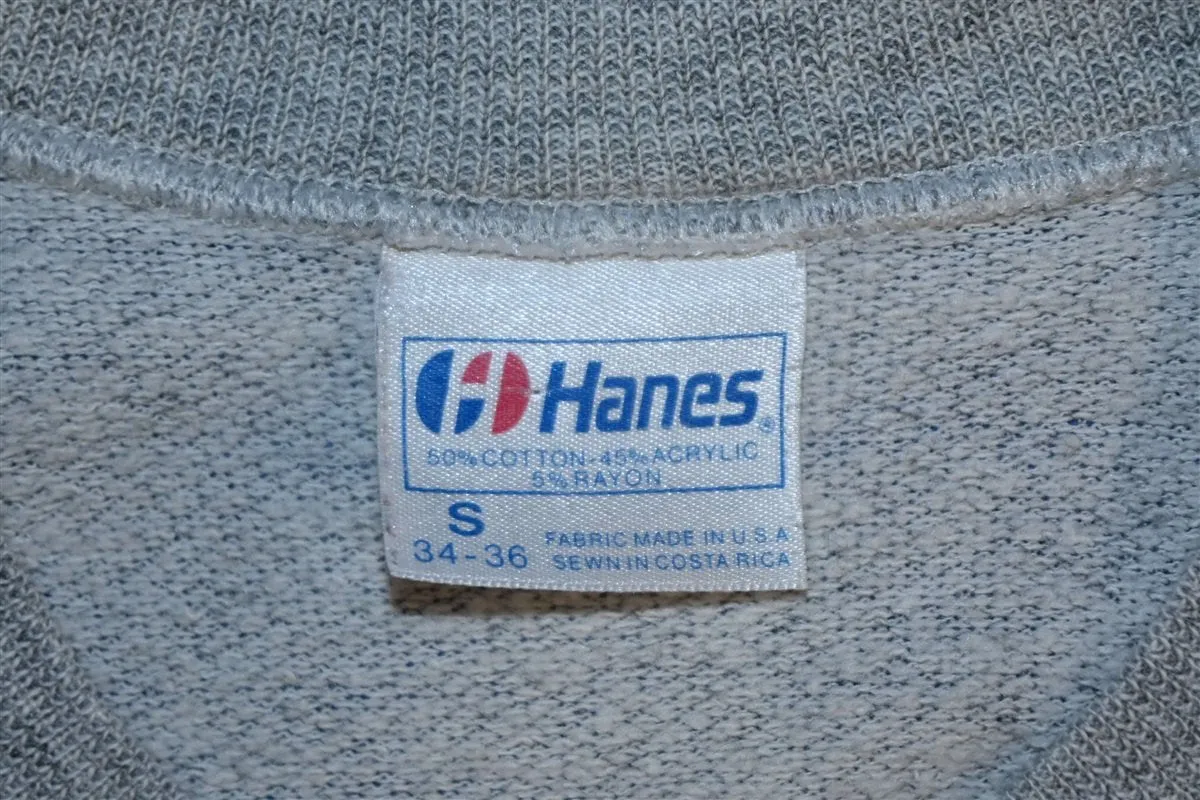 Hanes®
50% COTTON-45% ACRYLIC
5% RAYON
S
34-36
FABRIC MADE IN U.S.A
SEWN IN COSTA RICA